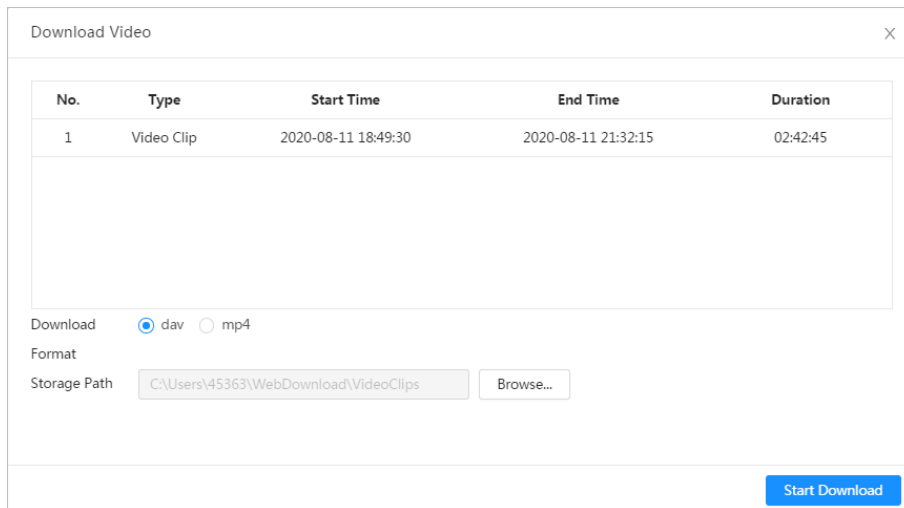 Download Video
No. Type Start Time End Time Duration
1 Video Clip 2020-08-11 18:49:30 2020-08-11 21:32:15 02:42:45
Download dav mp4
Format
Storage Path C:\Users\45363\WebDownload\VideoClips Browse...
Start Download